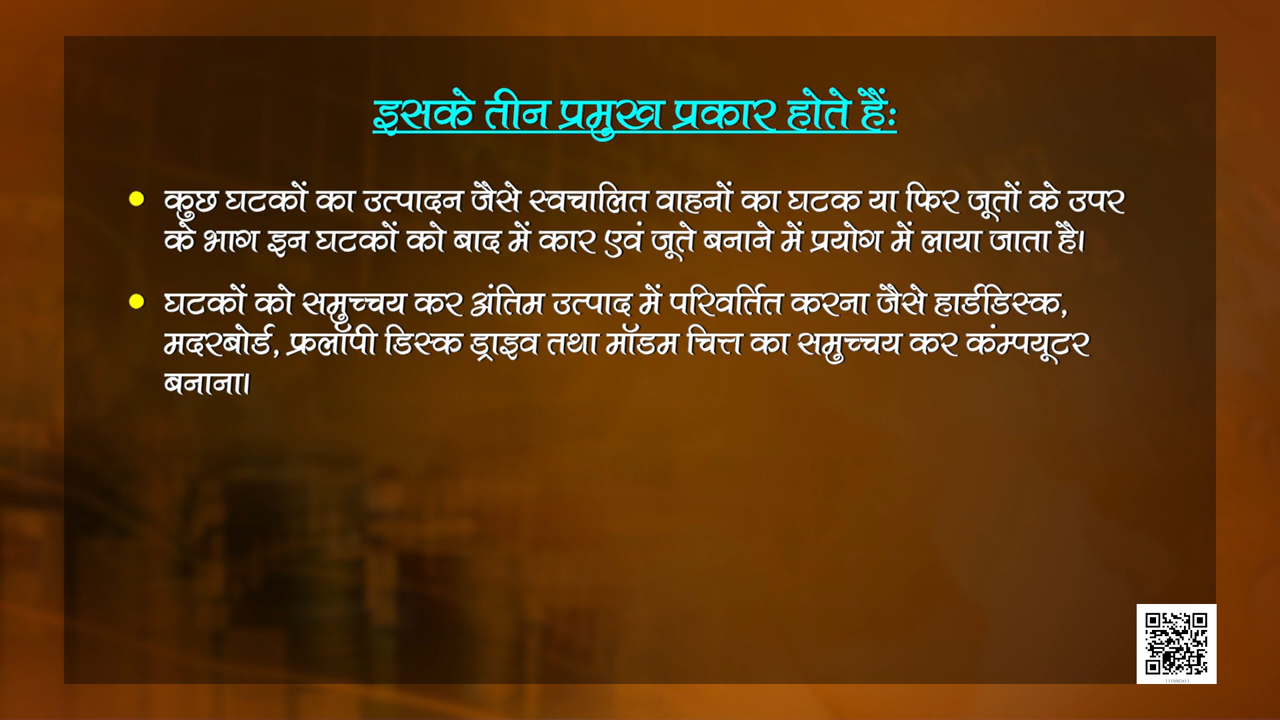 इसके तीन प्रमुख प्रकार होते हैं:
कुछ घटकों का उत्पादन जैसे स्वचालित वाहनों का घटक या फिर जूतों के उपर
के भाग इन घटकों को बाद में कार एवं जूते बनाने में प्रयोग में लाया जाता है।
घटकों को समुच्चय कर अंतिम उत्पाद में परिवर्तित करना जैसे हार्डडिस्क,
मदरबोर्ड, फ्रलॉपी डिस्क ड्राइव तथा मॉडम चित्त का समुच्चय कर कंम्पयूटर
बनाना।